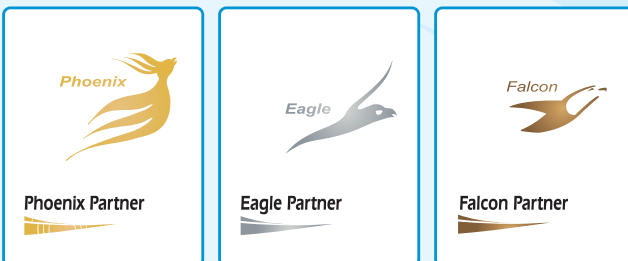 Phoenix
Eagle
Falcon
Phoenix Partner
Eagle Partner
Falcon Partner